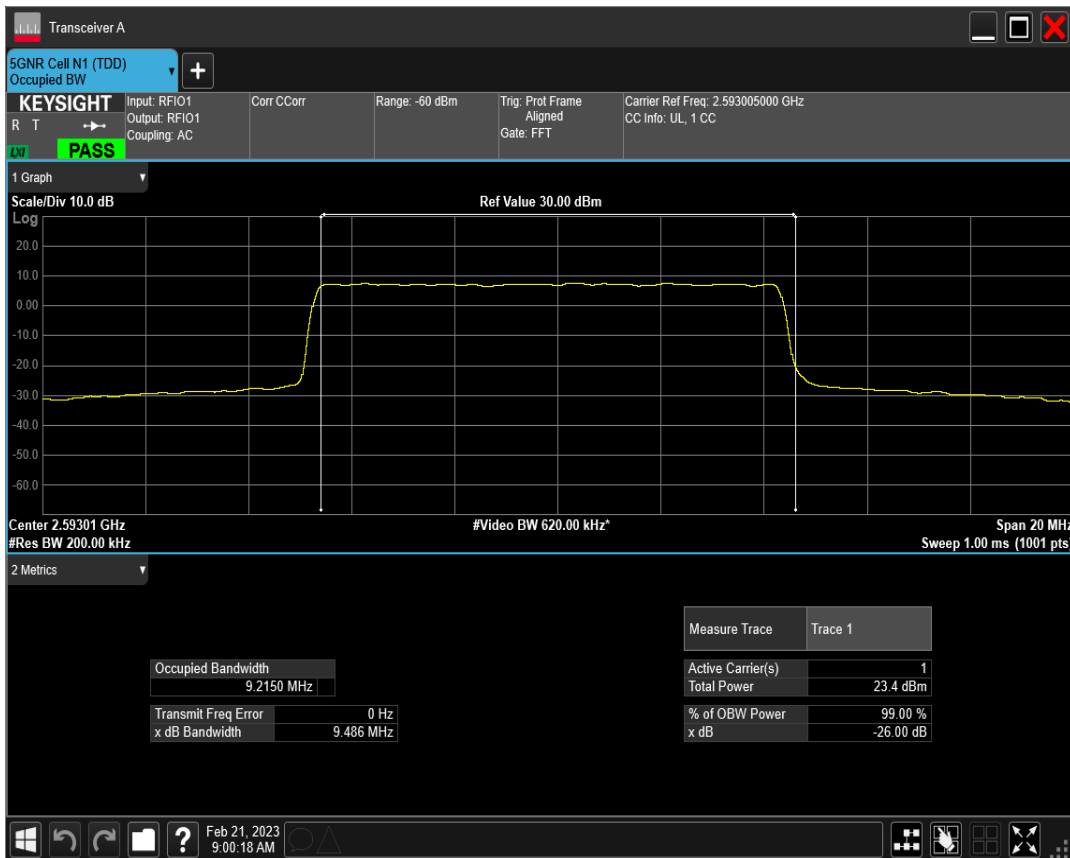 Transceiver A
5GNR Cell N1 (TDD)
Occupied BW
+
KEYSIGHT
R T
LXI
PASS
Input: RFIO1
Output: RFIO1
Coupling: AC
Corr CCorr
Range: -60 dBm
Trig: Prot Frame
Aligned
Gate: FFT
Carrier Ref Freq: 2.593005000 GHz
CC Info: UL, 1 CC
1 Graph
Scale/Div 10.0 dB
Ref Value 30.00 dBm
Log
20.0
10.0
0.00
-10.0
-20.0
-30.0
-40.0
-50.0
-60.0
Center 2.59301 GHz
#Video BW 620.00 kHz*
Span 20 MHz
#Res BW 200.00 kHz
Sweep 1.00 ms (1001 pts)
2 Metrics
Measure Trace Trace 1
Occupied Bandwidth
9.2150 MHz
Active Carrier(s) 1
Total Power 23.4 dBm
Transmit Freq Error 0 Hz
x dB Bandwidth 9.486 MHz
% of OBW Power 99.00 %
x dB -26.00 dB
?
Feb 21, 2023
9:00:18 AM